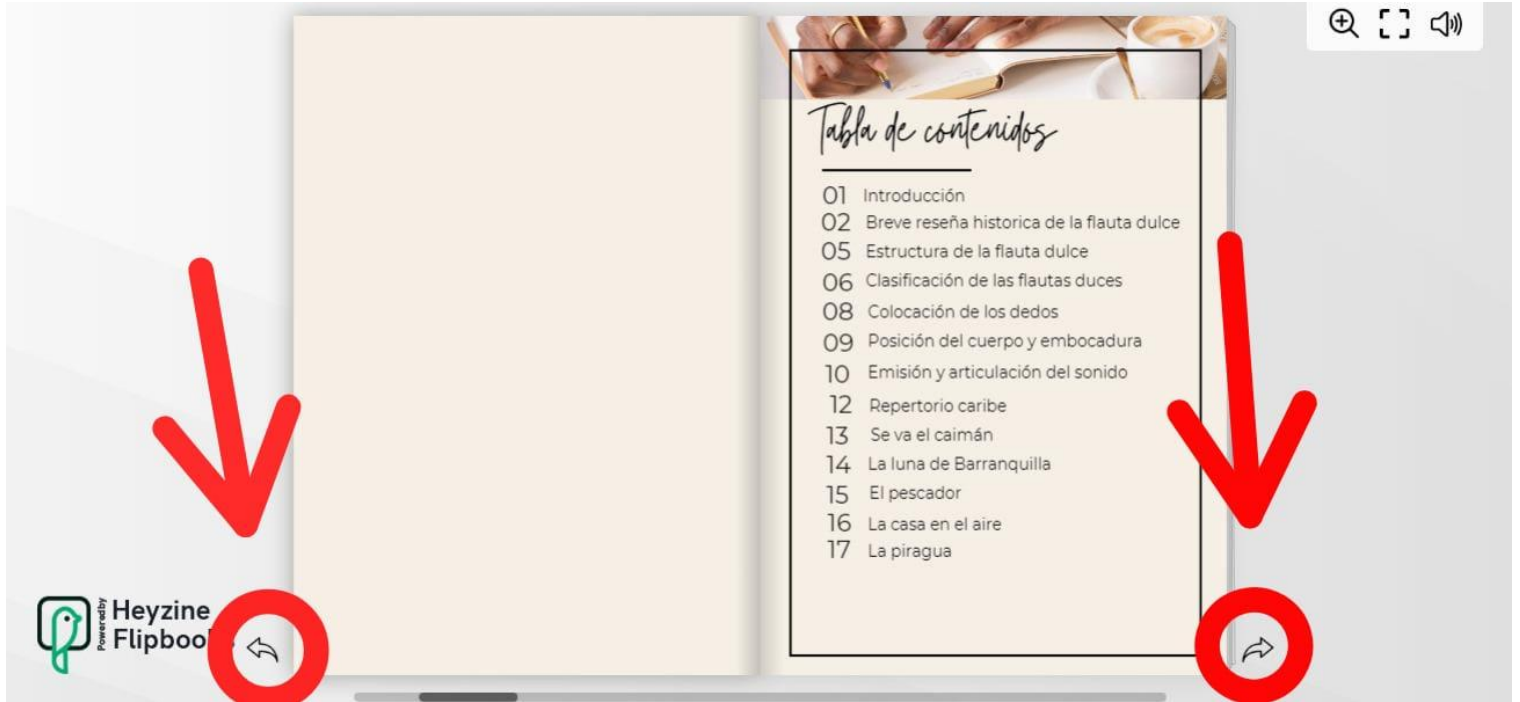 Tabla de contenidos
01 Introducción
02 Breve reseña historica de la flauta dulce
05 Estructura de la flauta dulce
06 Clasificación de las flautas duces
08 Colocación de los dedos
09 Posición del cuerpo y embocadura
10 Emisión y articulación del sonido
12 Repertorio caribe
13 Se va el caimán
14 La luna de Barranquilla
15 El pescador
16 La casa en el aire
17 La piragua
Powered by
Heyzine